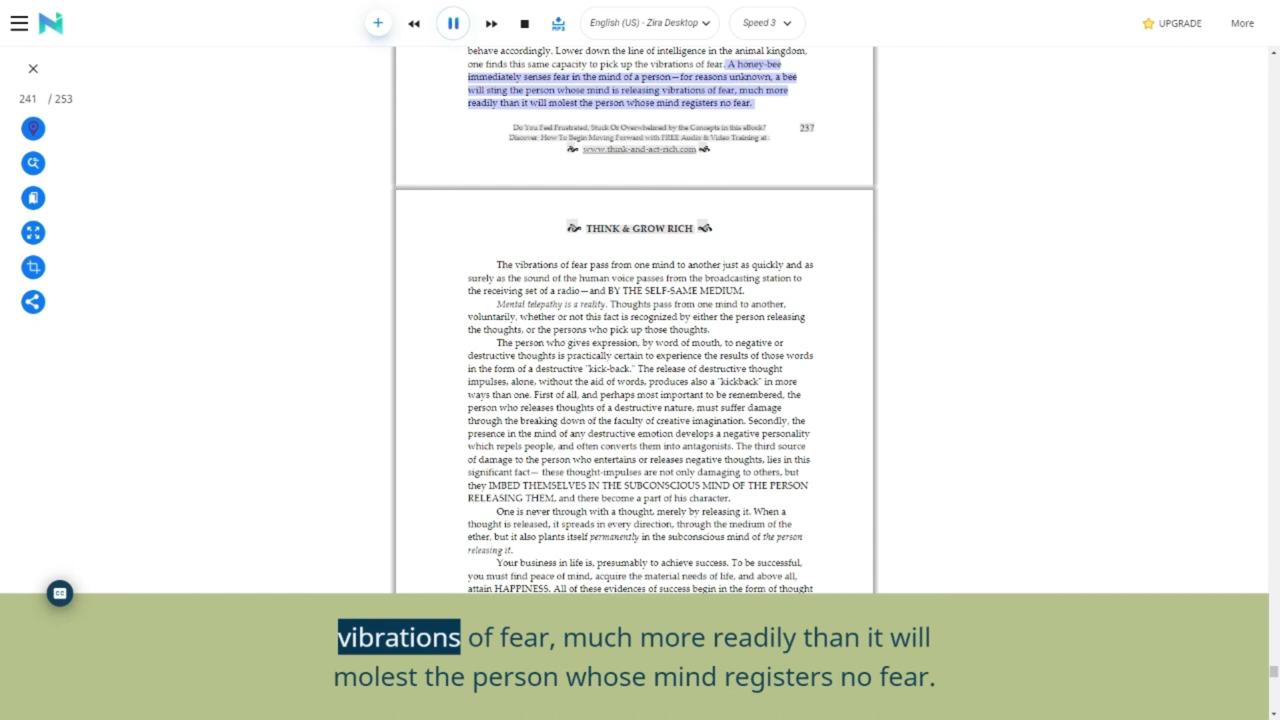 English (US) - Zira Desktop
Speed 3
UPGRADE
More
241 / 253
behave accordingly. Lower down the line of intelligence in the animal kingdom,
one finds this same capacity to pick up the vibrations of fear. A honey-bee
immediately senses fear in the mind of a person—for reasons unknown, a bee
will sting the person whose mind is releasing vibrations of fear, much more
readily than it will molest the person whose mind registers no fear.
Do You Feel Frustrated, Stuck Or Overwhelmed by the Concepts in this eBook?
237
Discover: How To Begin Moving Forward with FREE Audio & Video Training at:
www.think-and-act-rich.com
THINK & GROW RICH
The vibrations of fear pass from one mind to another just as quickly and as
surely as the sound of the human voice passes from the broadcasting station to
the receiving set of a radio—and BY THE SELF-SAME MEDIUM.
Mental telepathy is a reality. Thoughts pass from one mind to another,
voluntarily, whether or not this fact is recognized by either the person releasing
the thoughts, or the persons who pick up those thoughts.
The person who gives expression, by word of mouth, to negative or
destructive thoughts is practically certain to experience the results of those words
in the form of a destructive "kick-back." The release of destructive thought
impulses, alone, without the aid of words, produces also a "kickback" in more
ways than one. First of all, and perhaps most important to be remembered, the
person who releases thoughts of a destructive nature, must suffer damage
through the breaking down of the faculty of creative imagination. Secondly, the
presence in the mind of any destructive emotion develops a negative personality
which repels people, and often converts them into antagonists. The third source
of damage to the person who entertains or releases negative thoughts, lies in this
significant fact— these thought-impulses are not only damaging to others, but
they IMBED THEMSELVES IN THE SUBCONSCIOUS MIND OF THE PERSON
RELEASING THEM, and there become a part of his character.
One is never through with a thought, merely by releasing it. When a
thought is released, it spreads in every direction, through the medium of the
ether, but it also plants itself permanently in the subconscious mind of the person
releasing it.
Your business in life is, presumably to achieve success. To be successful,
you must find peace of mind, acquire the material needs of life, and above all,
attain HAPPINESS. All of these evidences of success begin in the form of thought
CC
vibrations of fear, much more readily than it will
molest the person whose mind registers no fear.